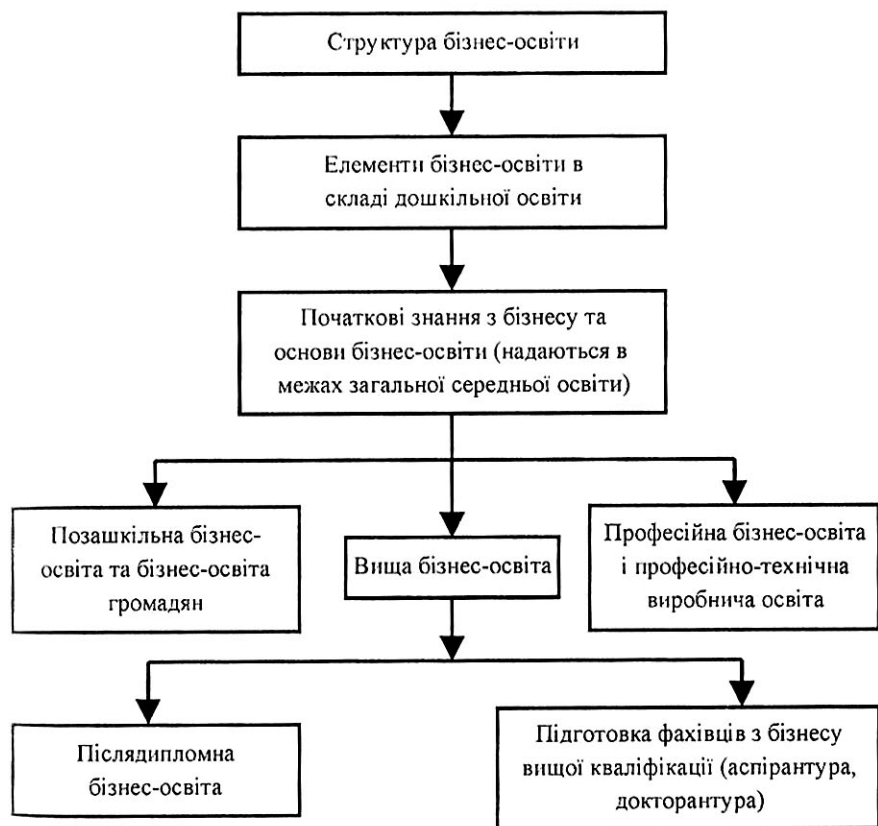 Структура бізнес-освіти
Елементи бізнес-освіти в
складі дошкільної освіти
Початкові знання з бізнесу та
основи бізнес-освіти (надаються в
межах загальної середньої освіти)
Позашкільна бізнес-
освіта та бізнес-освіта
громадян
Вища бізнес-освіта
Професійна бізнес-освіта
і професійно-технічна
виробнича освіта
Післядипломна
бізнес-освіта
Підготовка фахівців з бізнесу
вищої кваліфікації (аспірантура,
докторантура)